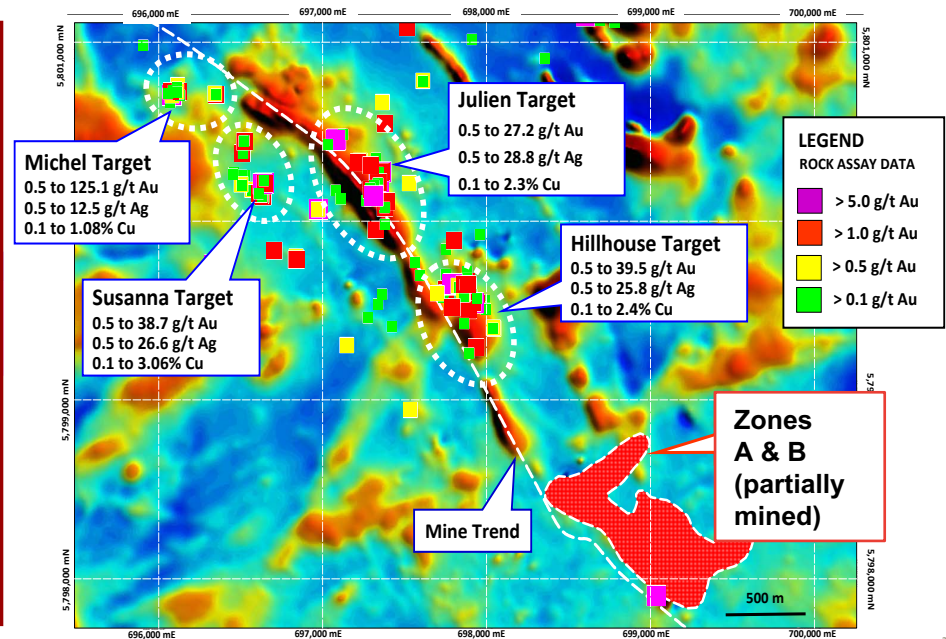 696,000 mE
697,000 mE
698,000 mE
699,000 mE
700,000 mE
5,801,000 mN
5,801,000 mN
Julien Target
0.5 to 27.2 g/t Au
0.5 to 28.8 g/t Ag
0.1 to 2.3% Cu
LEGEND
ROCK ASSAY DATA
> 5.0 g/t Au
> 1.0 g/t Au
> 0.5 g/t Au
> 0.1 g/t Au
Michel Target
0.5 to 125.1 g/t Au
0.5 to 12.5 g/t Ag
0.1 to 1.08% Cu
Hillhouse Target
0.5 to 39.5 g/t Au
0.5 to 25.8 g/t Ag
0.1 to 2.4% Cu
Susanna Target
0.5 to 38.7 g/t Au
0.5 to 26.6 g/t Ag
0.1 to 3.06% Cu
5,799,000 mN
5,79
Zones
A & B
(partially
mined)
Mine Trend
5,798,000 mN
5,798,00 mN
500 m
696,000 mE
697,000 mE
698,000 mE
699,000 mE
700,000 mE